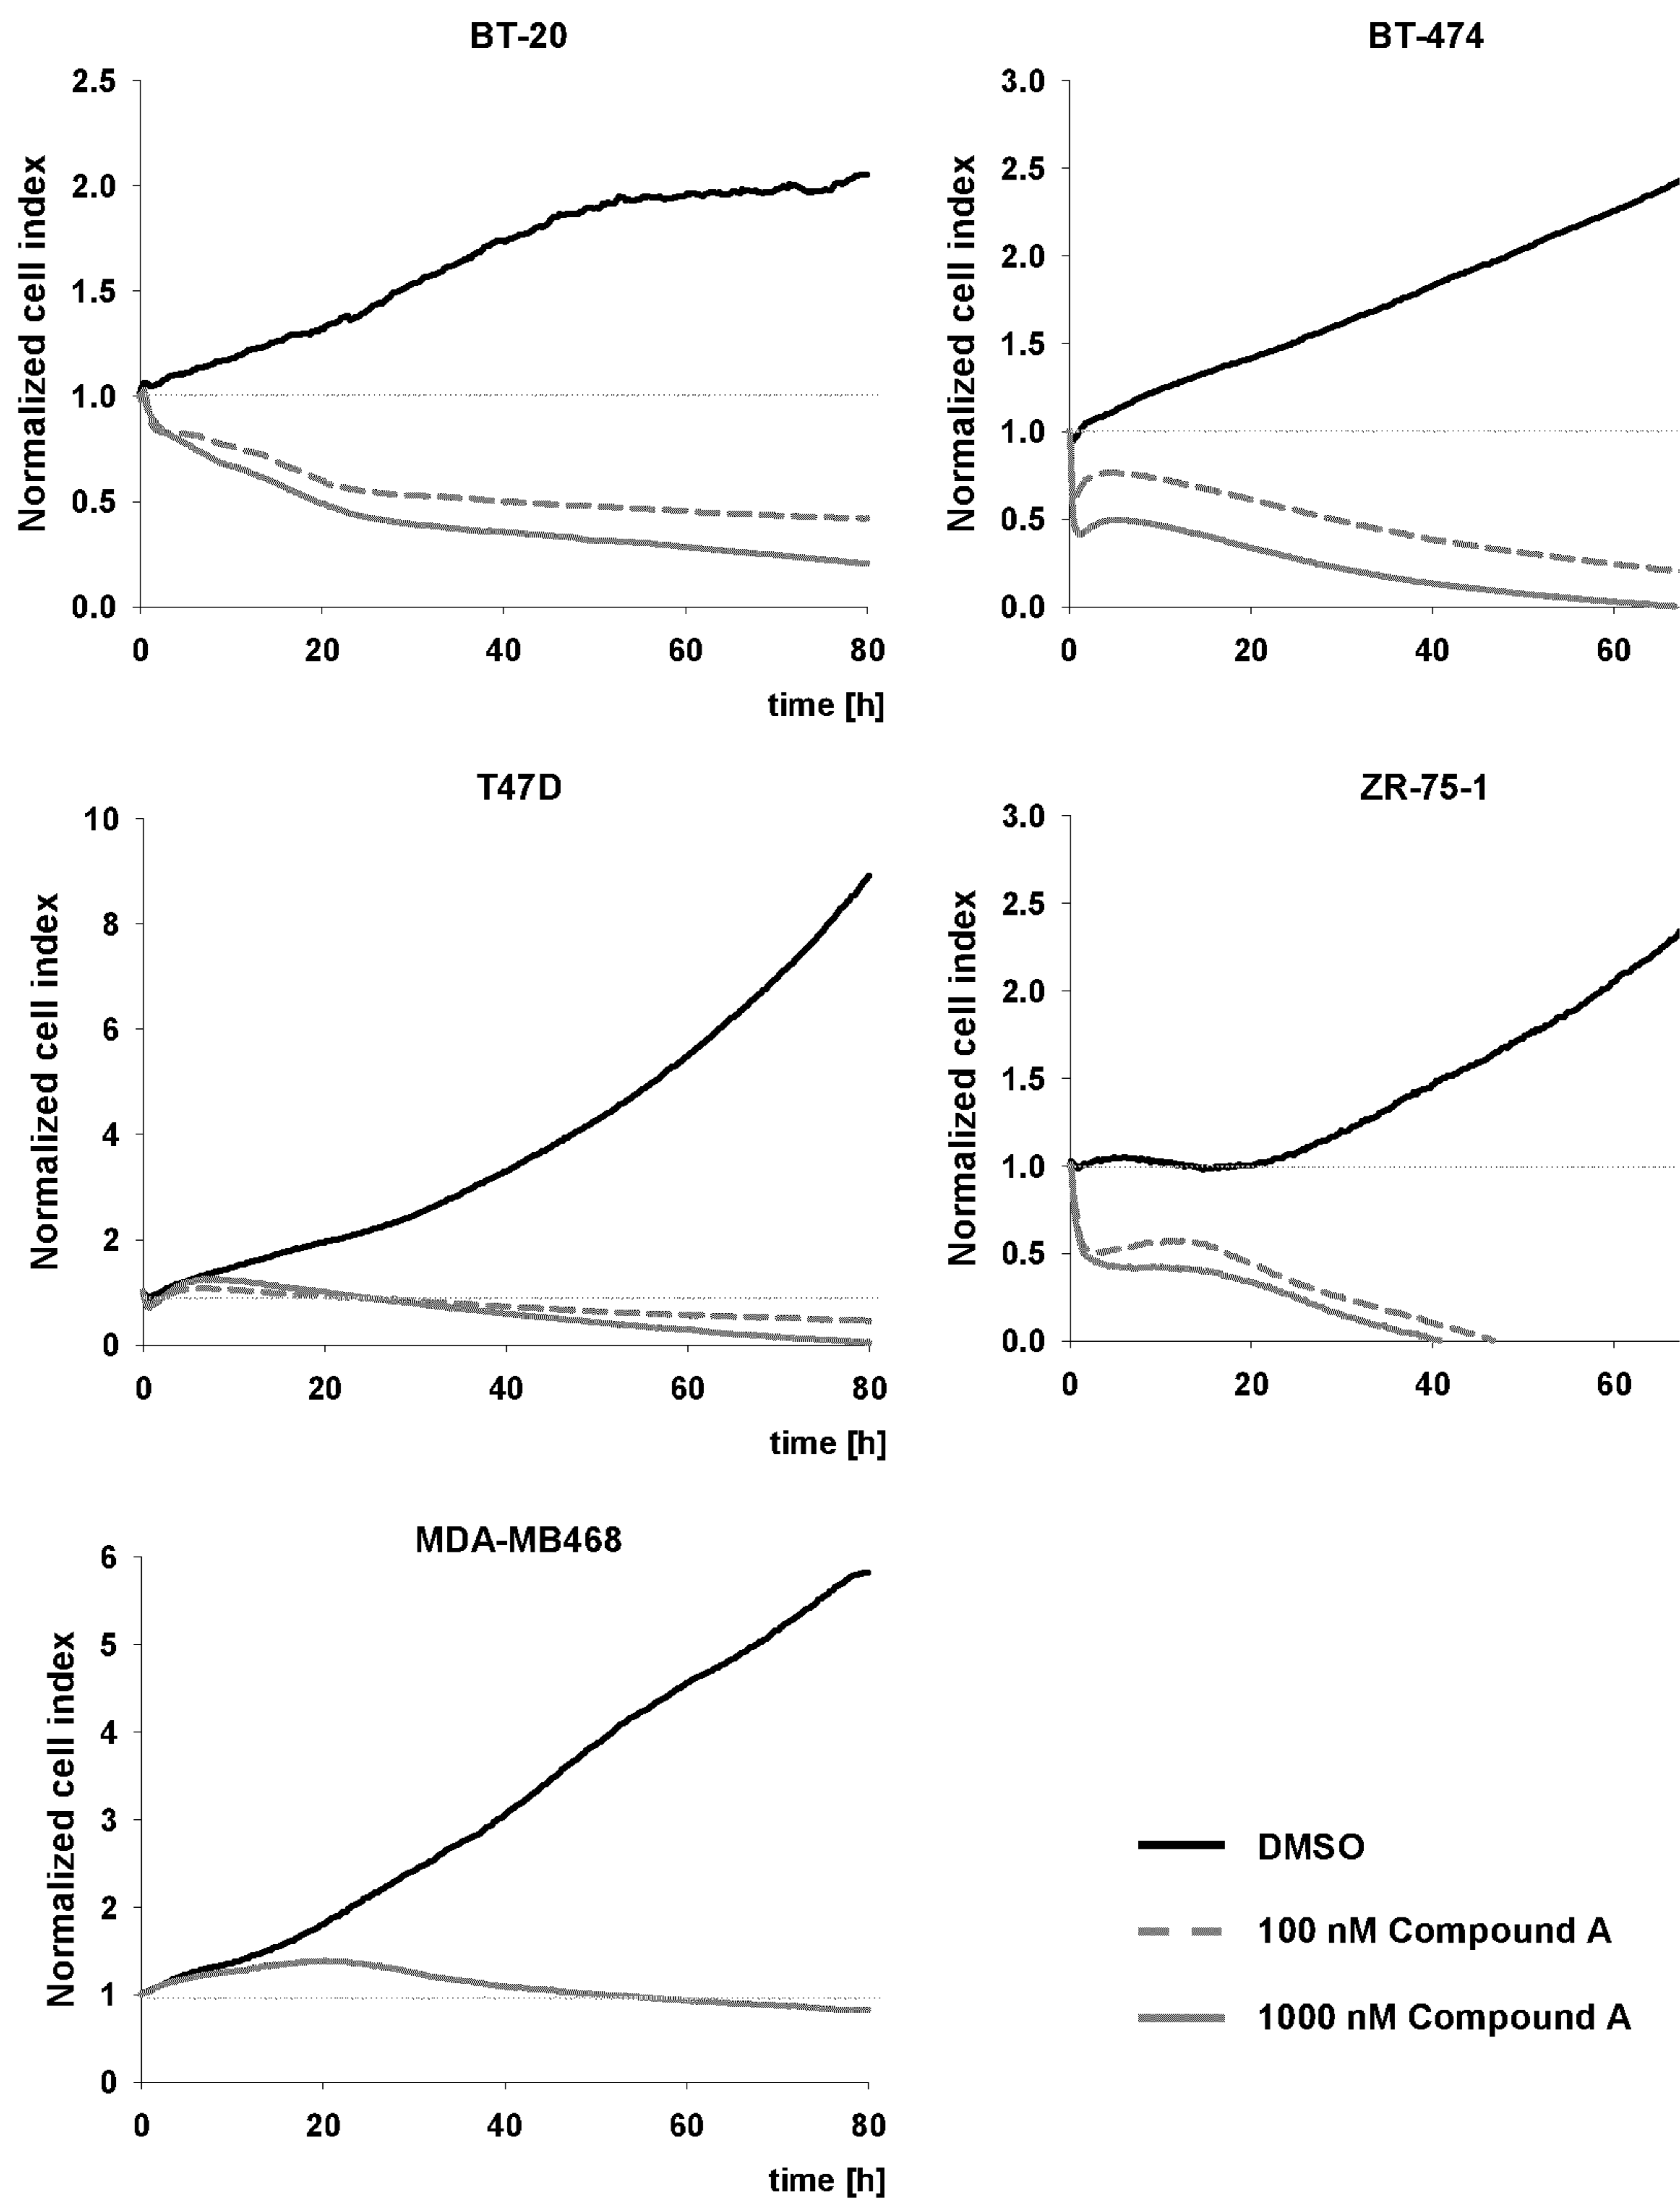 BT-20
Normalized cell index
2.5
2.0
1.5
1.0
0.5
0.0
0 20 40 60 80
time [h]
BT-474
Normalized cell index
3.0
2.5
2.0
1.5
1.0
0.5
0.0
0 20 40 60
T47D
Normalized cell index
10
8
6
4
2
0
0 20 40 60 80
time [h]
ZR-75-1
Normalized cell index
3.0
2.5
2.0
1.5
1.0
0.5
0.0
0 20 40 60
MDA-MB468
Normalized cell index
6
5
4
3
2
1
0
0 20 40 60 80
time [h]
DMSO
100 nM Compound A
1000 nM Compound A